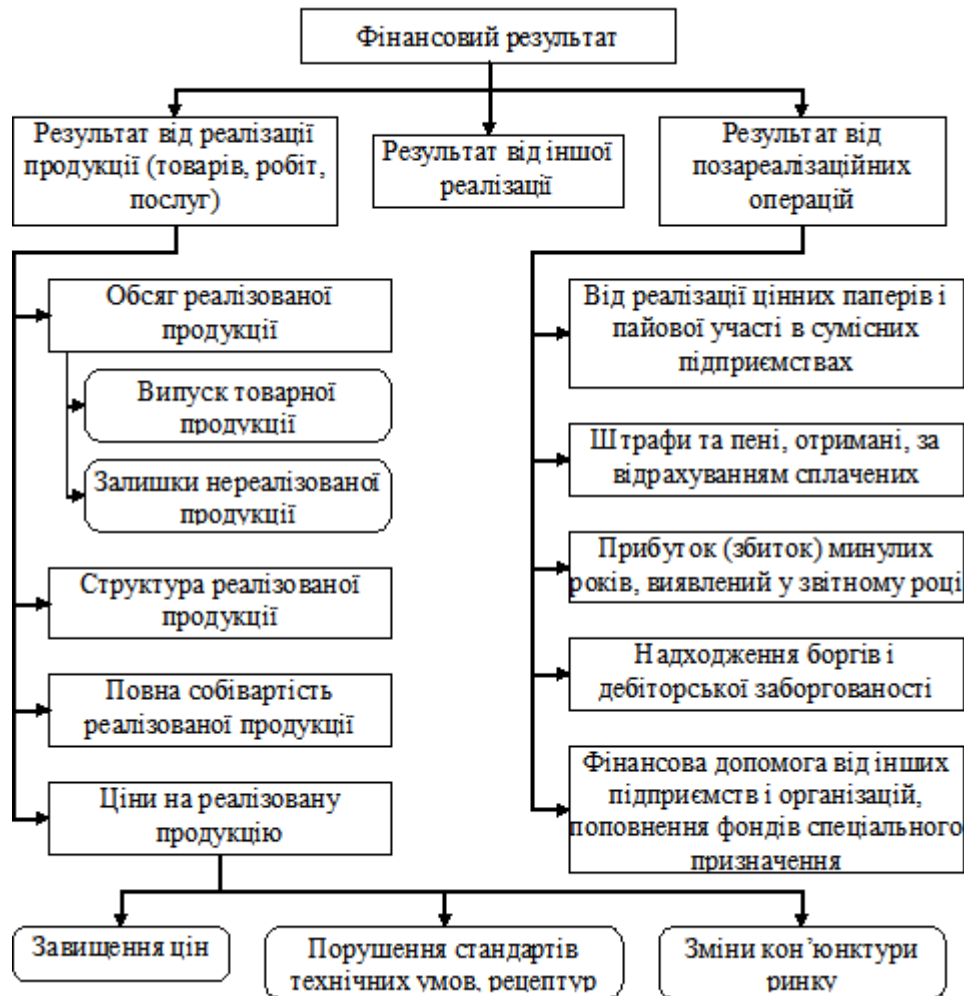 Фінансовий результат
Результат від реалізації
продукції (товарів, робіт,
послуг)
Результат від іншої
реалізації
Результат від
позареалізаційних
операцій
Обсяг реалізованої
продукції
Випуск товарної
продукції
Залишки нереалізованої
продукції
Структура реалізованої
продукції
Повна собівартість
реалізованої продукції
Ціни на реалізовану
продукцію
Від реалізації цінних паперів і
пайової участі в сумісних
підприємствах
Штрафи та пені, отримані, за
відрахуванням сплачених
Прибуток (збиток) минулих
років, виявлений у звітному році
Надходження боргів і
дебіторської заборгованості
Фінансова допомога від інших
підприємств і організацій,
поповнення фондів спеціального
призначення
Завищення цін
Порушення стандартів
технічних умов, рецептур
Зміни кон’юнктури
ринку